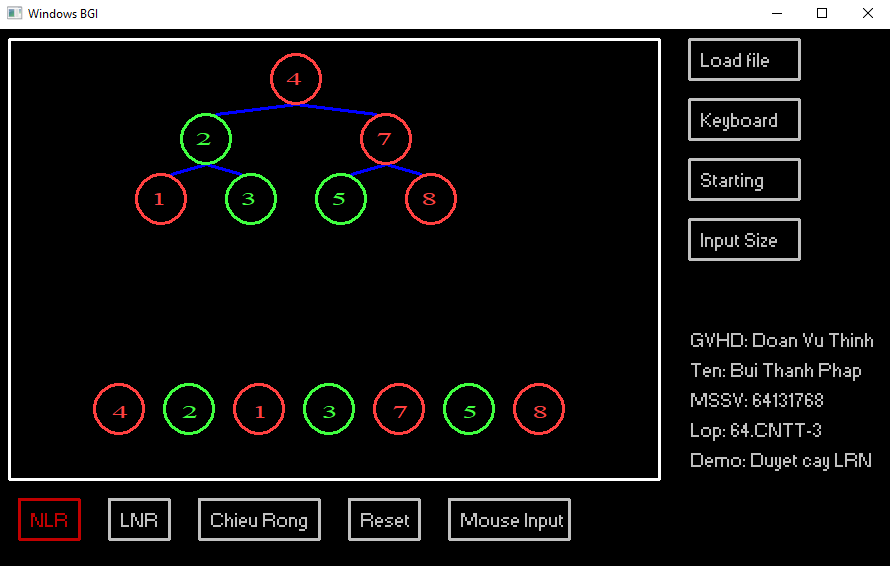 Windows BGI
4
2
7
1
3
5
8
4
2
1
3
7
5
8
Load file
Keyboard
Starting
Input Size
GVHD: Doan Vu Thinh
Ten: Bui Thanh Phap
MSSV: 64131768
Lop: 64.CNTT-3
Demo: Duyet cay LRN
NLR
LNR
Chieu Rong
Reset
Mouse Input